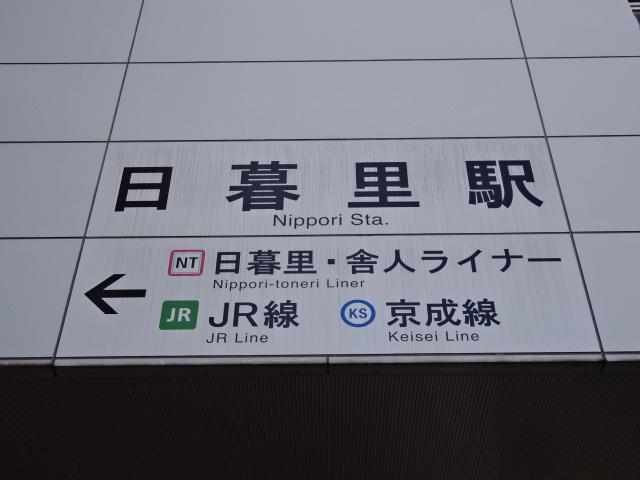 日暮里駅
Nippori Sta.
NT 日暮里・舎人ライナー
Nippori-toneri Liner
← JR JR線 KS 京成線
JR Line Keisei Line